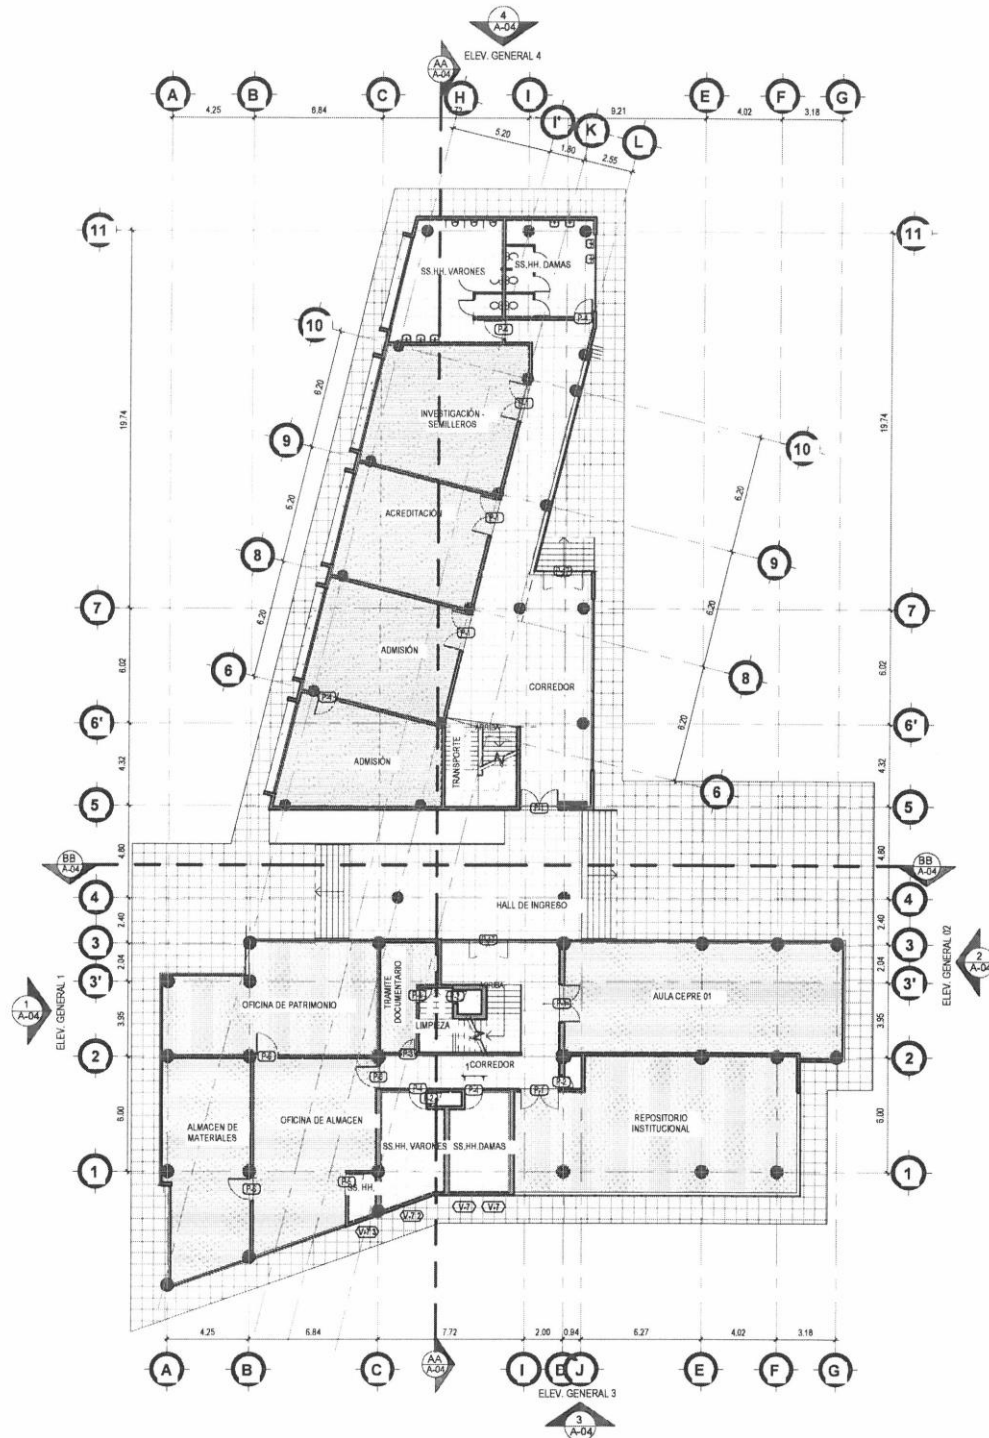 4
A-04
ELEV. GENERAL 4
AA
A-04
A
B
C
H
I
E
F
G
4.25
6.84
9.21
4.02
3.18
I'
K
L
5.20
1.80
2.55
11
11
SS.HH. VARONES
SS.HH. DAMAS
10
6.20
19.74
19.74
INVESTIGACIÓN -
SEMILLEROS
9
10
6.20
6.20
ACREDITACIÓN
8
9
7
7
6.20
6.20
ADMISIÓN
6
8
6.02
6.02
CORREDOR
6'
6'
6.20
TRANSPORTE
ADMISIÓN
4.32
4.32
6
5
5
BB
A-04
4.80
4.80
BB
A-04
4
HALL DE INGRESO
4
2.40
2.40
3
3
2.04
2.04
3'
3'
1
A-04
ELEV. GENERAL 1
2
A-04
ELEV. GENERAL 02
OFICINA DE PATRIMONIO
TRAMITE
DOCUMENTARIO
LIMPIEZA
AULA CEPRE 01
3.95
3.95
2
2
CORREDOR
ALMACEN DE
MATERIALES
OFICINA DE ALMACEN
SS.HH. VARONES
SS.HH.DAMAS
REPOSITORIO
INSTITUCIONAL
6.00
6.00
1
1
SS. HH.
V-7
V-7
4.25
6.84
7.72
2.00
0.94
6.27
4.02
3.18
A
B
C
AA
A-04
I
J
E
F
G
ELEV. GENERAL 3
3
A-04